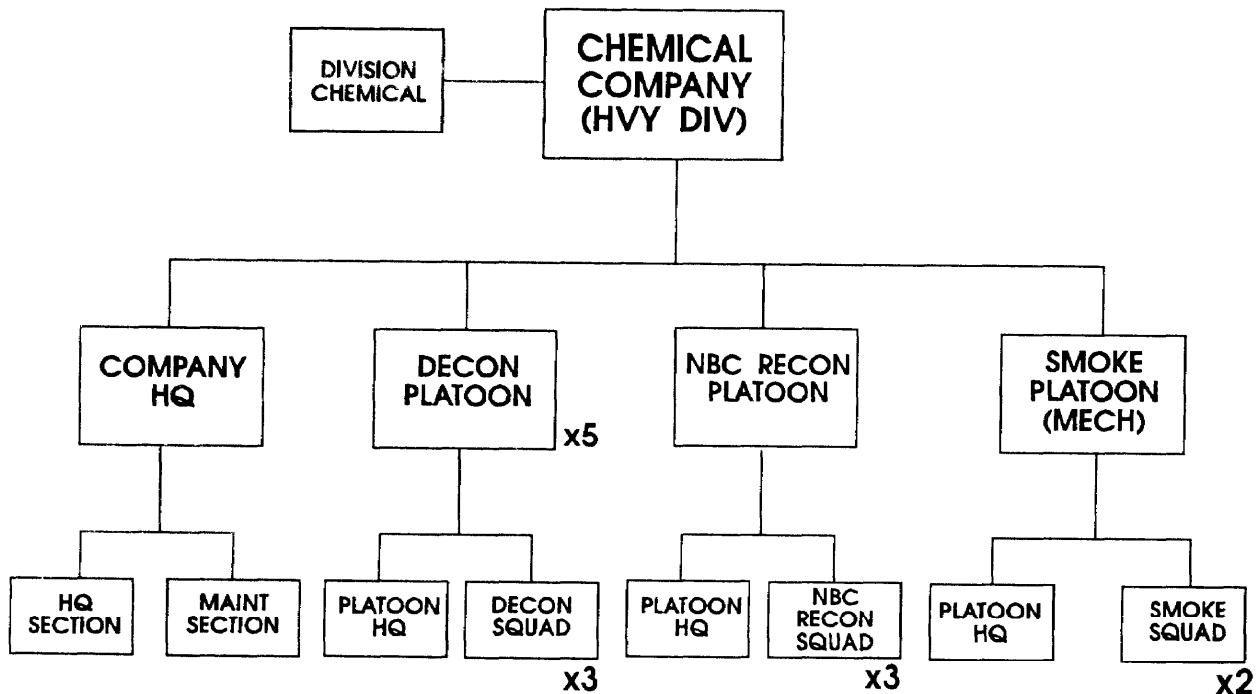 DIVISION
CHEMICAL
CHEMICAL
COMPANY
(HVY DIV)
COMPANY
HQ
DECON
PLATOON
x5
NBC RECON
PLATOON
SMOKE
PLATOON
(MECH)
HQ
SECTION
MAINT
SECTION
PLATOON
HQ
DECON
SQUAD
x3
PLATOON
HQ
NBC
RECON
SQUAD
x3
PLATOON
HQ
SMOKE
SQUAD
x2